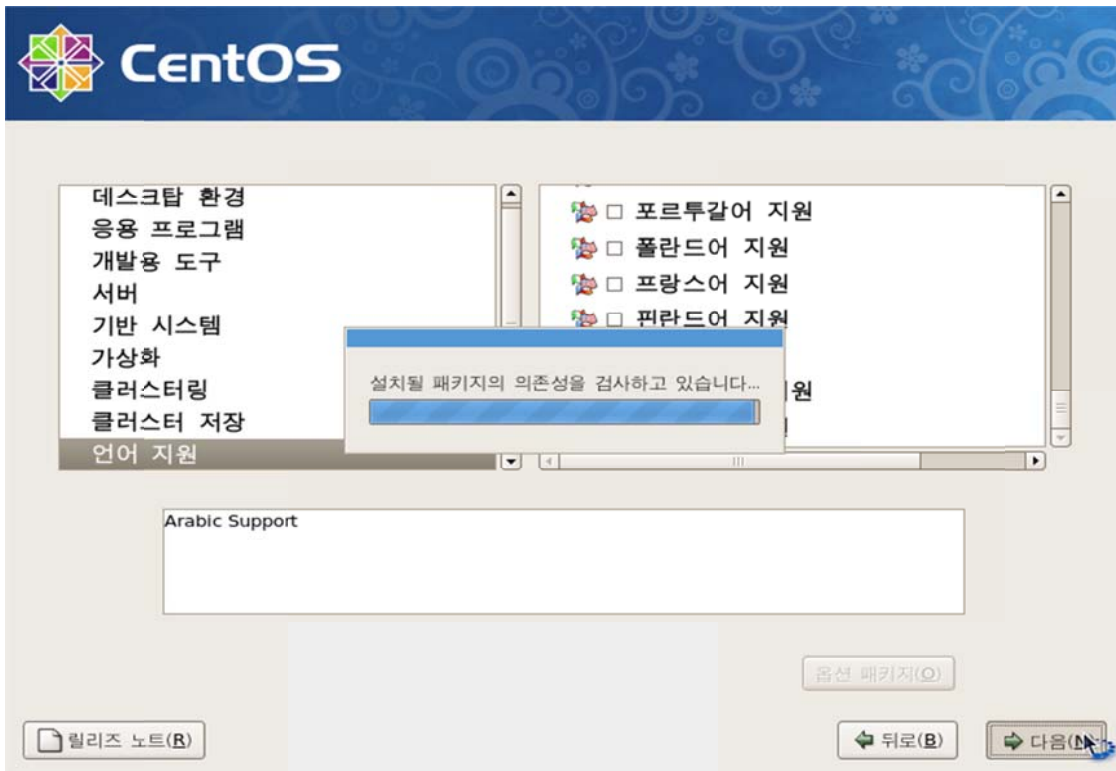 CentOS
데스크탑 환경
응용 프로그램
개발용 도구
서버
기반 시스템
가상화
클러스터링
클러스터 저장
언어 지원
포르투갈어 지원
폴란드어 지원
프랑스어 지원
핀란드어 지원
원
설치될 패키지의 의존성을 검사하고 있습니다...
Arabic Support
옵션 패키지(O)
릴리즈 노트(R)
뒤로(B)
다음(N)